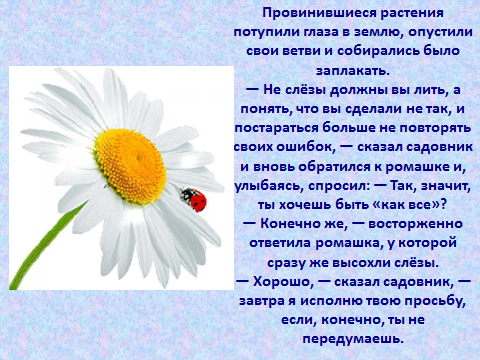 Провинившиеся растения
потупили глаза в землю, опустили
свои ветви и собирались было
заплакать.
— Не слёзы должны вы лить, а
понять, что вы сделали не так, и
постараться больше не повторять
своих ошибок, — сказал садовник
и вновь обратился к ромашке и,
улыбаясь, спросил: — Так, значит,
ты хочешь быть «как все»?
— Конечно же, — восторженно
ответила ромашка, у которой
сразу же высохли слёзы.
— Хорошо, — сказал садовник, —
завтра я исполню твою просьбу,
если, конечно, ты не
передумаешь.